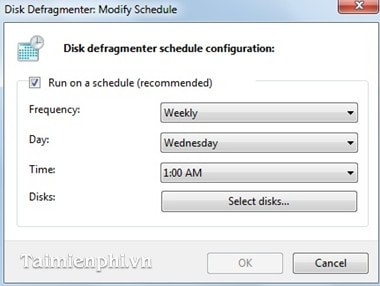 Disk Defragmenter: Modify Schedule
Disk defragmenter schedule configuration:
Run on a schedule (recommended)
Frequency: Weekly
Day: Wednesday
Time: 1:00 AM
Disks: Select disks...
Taimienphi.vn
OK Cancel